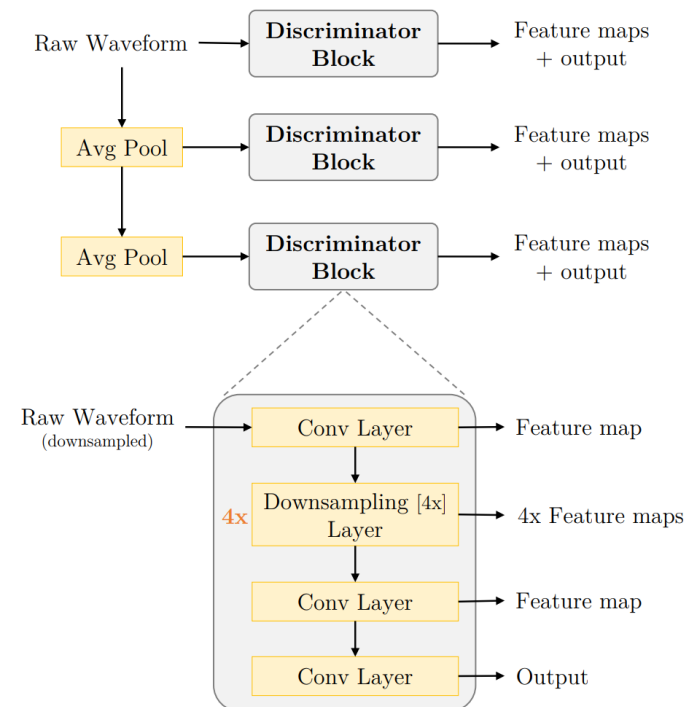 Raw Waveform
Discriminator
Block
Feature maps
+ output
Avg Pool
Discriminator
Block
Feature maps
+ output
Avg Pool
Discriminator
Block
Feature maps
+ output
Raw Waveform
(downsampled)
Conv Layer
Feature map
4x
Downsampling [4x]
Layer
4x Feature maps
Conv Layer
Feature map
Conv Layer
Output